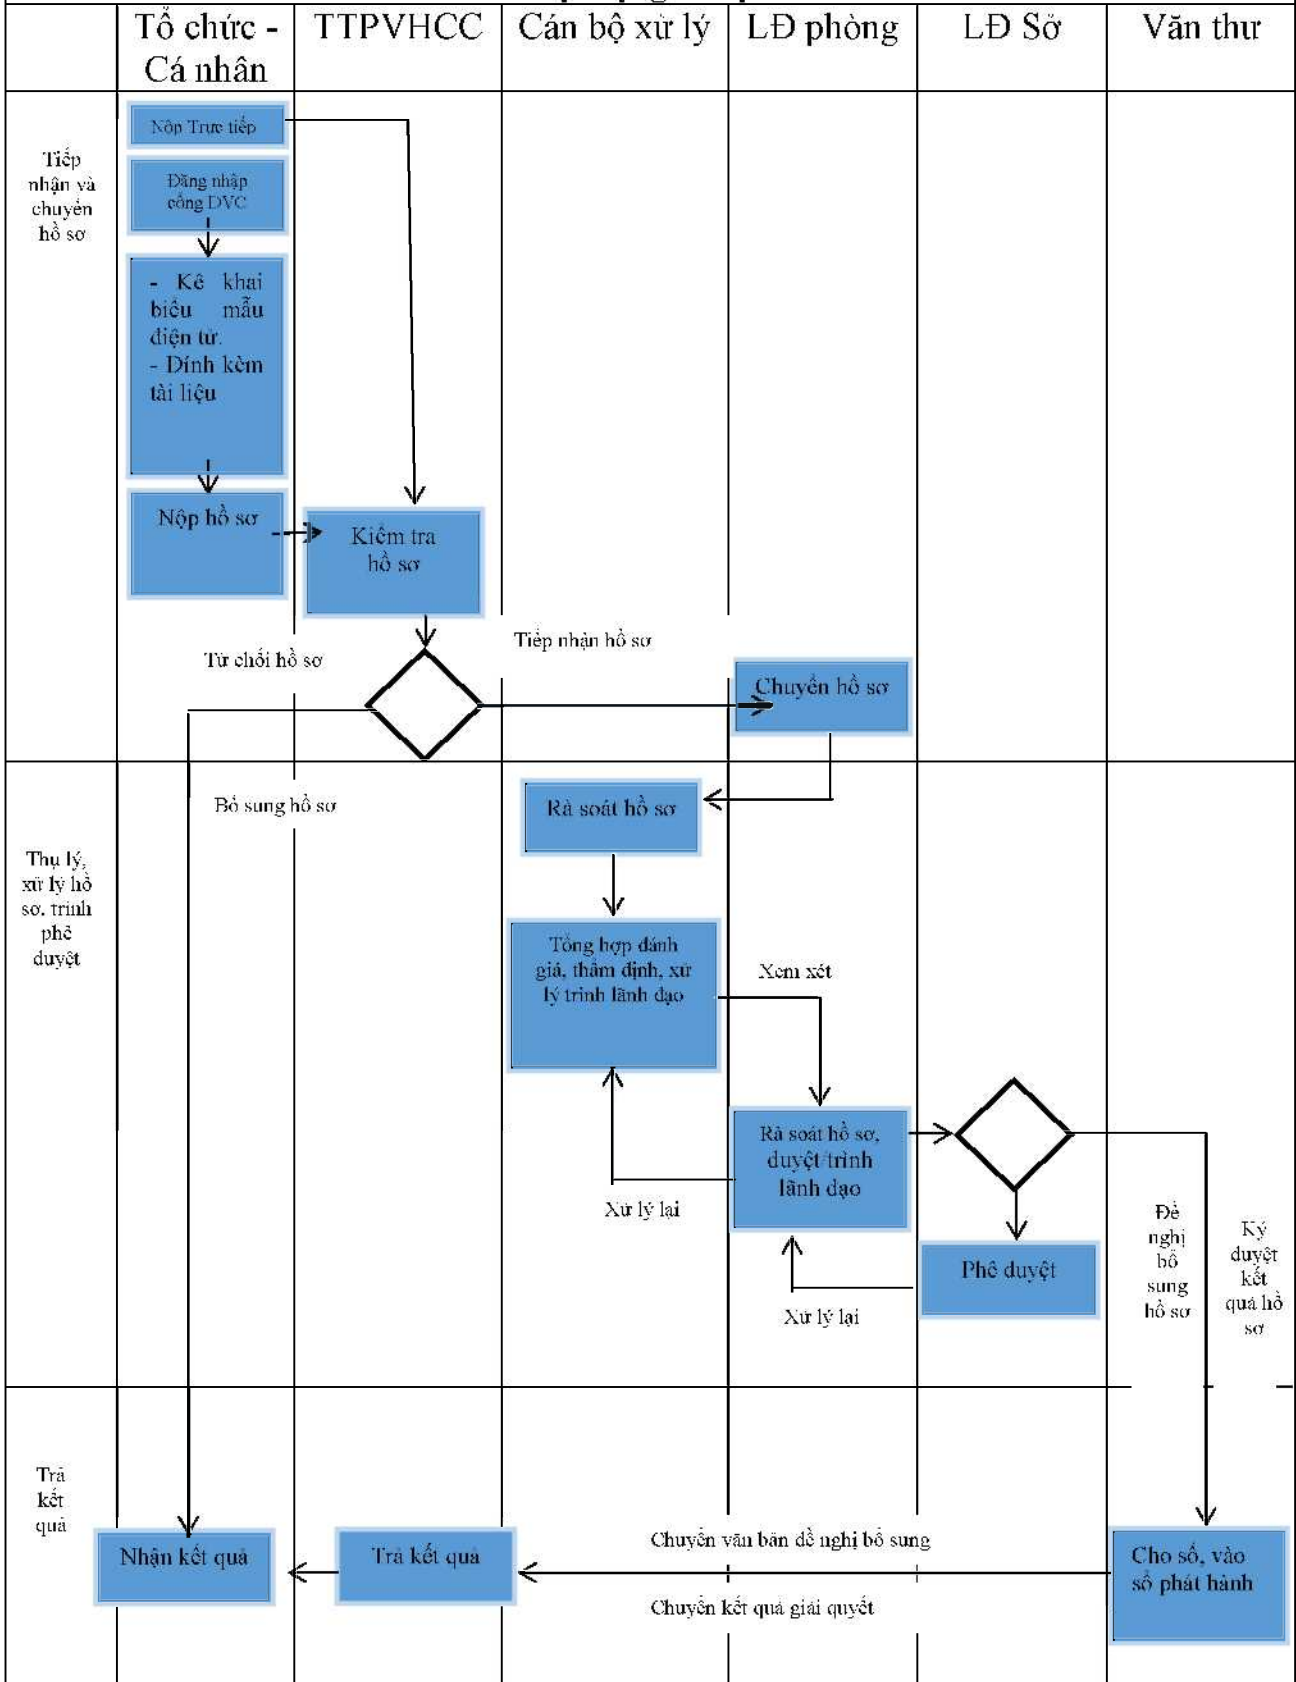 Tổ chức -
Cá nhân
TTPVHCC
Cán bộ xử lý
LĐ phòng
LĐ Sở
Văn thư
Tiếp
nhận và
chuyển
hồ sơ
Nộp Trực tiếp
Đăng nhập
cổng DVC
- Kê khai
biểu mẫu
điện tử.
- Đính kèm
tài liệu
Nộp hồ sơ
Kiểm tra
hồ sơ
Từ chối hồ sơ
Tiếp nhận hồ sơ
Chuyển hồ sơ
Bổ sung hồ sơ
Rà soát hồ sơ
Thụ lý,
xử lý hồ
sơ, trình
phê
duyệt
Tổng hợp đánh
giá, thẩm định, xử
lý trình lãnh đạo
Xem xét
Rà soát hồ sơ,
duyệt/trình
lãnh đạo
Xử lý lại
Phê duyệt
Xử lý lại
Đề
nghị
bổ
sung
hồ sơ
Ký
duyệt
kết
quả hồ
sơ
Trả
kết
quả
Nhận kết quả
Trả kết quả
Chuyển văn bản đề nghị bổ sung
Chuyển kết quả giải quyết
Cho số, vào
sổ phát hành